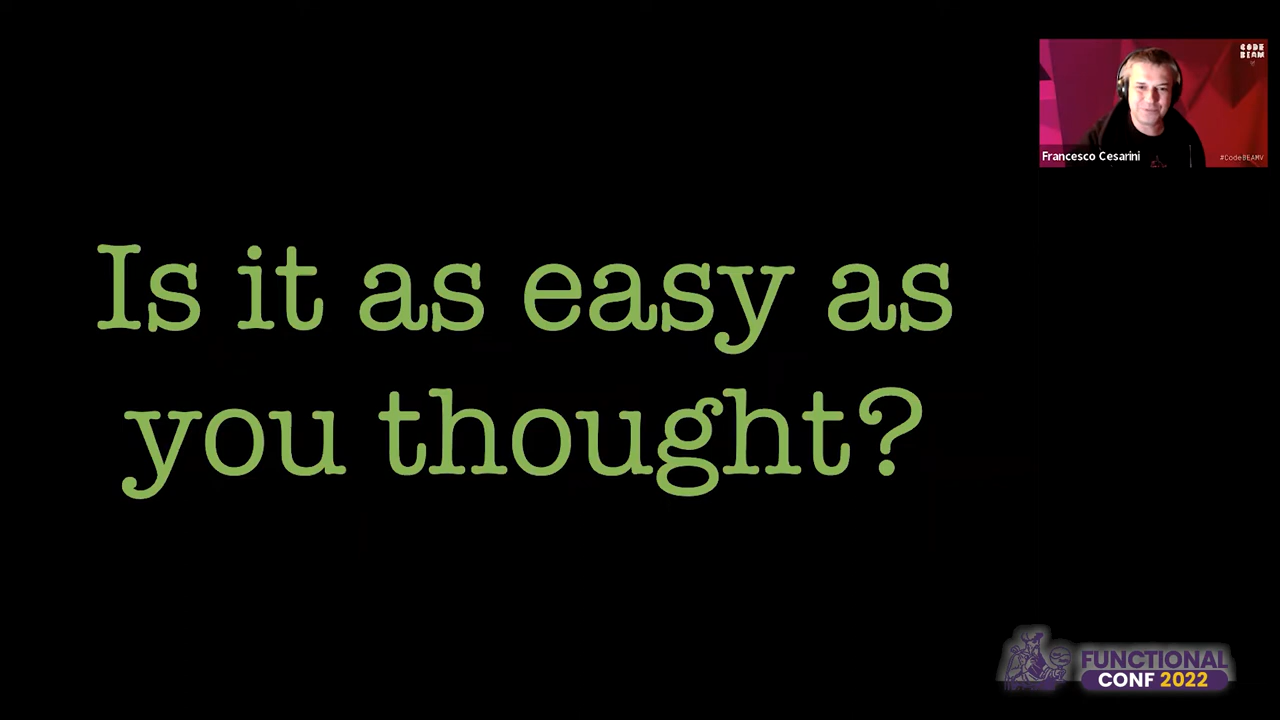 CODE
BEAM
Francesco Cesarini
#CodeBEAMV
Is it as easy as
you thought?
FUNCTIONAL
CONF 2022